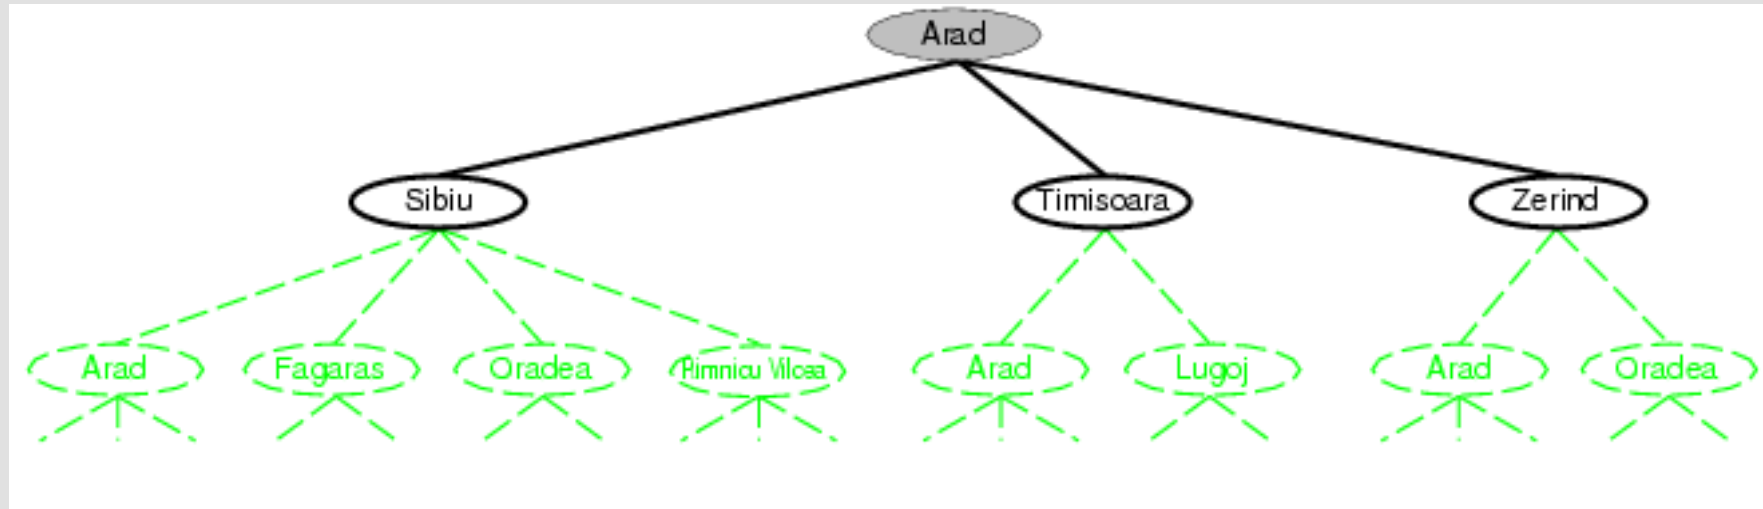 Arad
Sibiu
Timisoara
Zerind
Arad
Fagaras
Oradea
Rimnicu Vilcea
Arad
Lugoj
Arad
Oradea